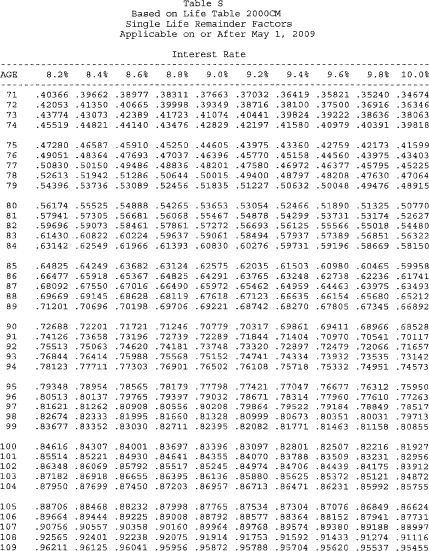 Table S
Based on Life Table 2000CM
Single Life Remainder Factors
Applicable on or After May 1, 2009
Interest Rate
AGE 8.2% 8.4% 8.6% 8.8% 9.0% 9.2% 9.4% 9.6% 9.8% 10.0%
71 .40366 .39662 .38977 .38311 .37663 .37032 .36419 .35821 .35240 .34674
72 .42053 .41350 .40665 .39998 .39349 .38716 .38100 .37500 .36916 .36346
73 .43774 .43073 .42389 .41723 .41074 .40441 .39824 .39222 .38636 .38063
74 .45519 .44821 .44140 .43476 .42829 .42197 .41580 .40979 .40391 .39818
75 .47280 .46587 .45910 .45250 .44605 .43975 .43360 .42759 .42173 .41599
76 .49051 .48364 .47693 .47037 .46396 .45770 .45158 .44560 .43975 .43403
77 .50830 .50150 .49486 .48836 .48201 .47580 .46972 .46377 .45795 .45225
78 .52613 .51942 .51286 .50644 .50015 .49400 .48797 .48208 .47630 .47064
79 .54396 .53736 .53089 .52456 .51835 .51227 .50632 .50048 .49476 .48915
80 .56174 .55525 .54888 .54265 .53653 .53054 .52466 .51890 .51325 .50770
81 .57941 .57305 .56681 .56068 .55467 .54878 .54299 .53731 .53174 .52627
82 .59696 .59073 .58461 .57861 .57272 .56693 .56125 .55566 .55018 .54480
83 .61430 .60822 .60224 .59637 .59061 .58494 .57937 .57389 .56851 .56322
84 .63142 .62549 .61966 .61393 .60830 .60276 .59731 .59196 .58669 .58150
85 .64825 .64249 .63682 .63124 .62575 .62035 .61503 .60980 .60465 .59958
86 .66477 .65918 .65367 .64825 .64291 .63765 .63248 .62738 .62236 .61741
87 .68092 .67550 .67016 .66490 .65972 .65462 .64959 .64463 .63975 .63493
88 .69669 .69145 .68628 .68119 .67618 .67123 .66635 .66154 .65680 .65212
89 .71201 .70696 .70198 .69706 .69221 .68742 .68270 .67805 .67345 .66892
90 .72688 .72201 .71721 .71246 .70779 .70317 .69861 .69411 .68966 .68528
91 .74126 .73658 .73196 .72739 .72289 .71844 .71404 .70970 .70541 .70117
92 .75513 .75063 .74620 .74181 .73748 .73320 .72897 .72479 .72066 .71657
93 .76844 .76414 .75988 .75568 .75152 .74741 .74334 .73932 .73535 .73142
94 .78123 .77711 .77303 .76901 .76502 .76108 .75718 .75332 .74951 .74573
95 .79348 .78954 .78565 .78179 .77798 .77421 .77047 .76677 .76312 .75950
96 .80513 .80137 .79765 .79397 .79032 .78671 .78314 .77960 .77610 .77263
97 .81621 .81262 .80908 .80556 .80208 .79864 .79522 .79184 .78849 .78517
98 .82674 .82333 .81995 .81660 .81328 .80999 .80673 .80351 .80031 .79713
99 .83677 .83352 .83030 .82711 .82395 .82082 .81771 .81463 .81158 .80855
100 .84616 .84307 .84001 .83697 .83396 .83097 .82801 .82507 .82216 .81927
101 .85514 .85221 .84930 .84641 .84355 .84070 .83788 .83509 .83231 .82956
102 .86348 .86069 .85792 .85517 .85245 .84974 .84706 .84439 .84175 .83912
103 .87182 .86918 .86655 .86395 .86136 .85880 .85625 .85372 .85121 .84872
104 .87950 .87699 .87450 .87203 .86957 .86713 .86471 .86231 .85992 .85755
105 .88706 .88468 .88232 .87998 .87765 .87534 .87304 .87076 .86849 .86624
106 .89664 .89444 .89225 .89008 .88792 .88577 .88364 .88152 .87941 .87731
107 .90756 .90557 .90358 .90160 .89964 .89768 .89574 .89380 .89188 .88997
108 .92565 .92401 .92238 .92075 .91914 .91753 .91592 .91433 .91274 .91116
109 .96211 .96125 .96041 .95956 .95872 .95788 .95704 .95620 .95537 .95455